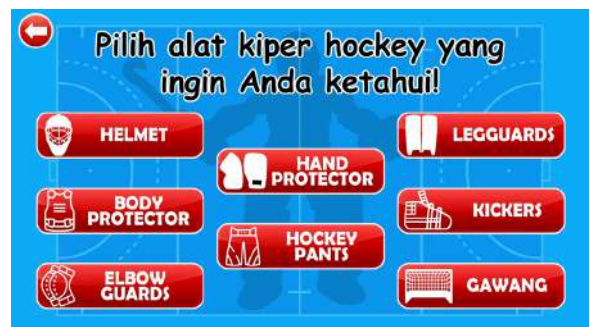 Pilih alat kiper hockey yang
ingin Anda ketahui!
HELMET
BODY
PROTECTOR
ELBOW
GUARDS
HAND
PROTECTOR
HOCKEY
PANTS
LEGGUARDS
KICKERS
GAWANG